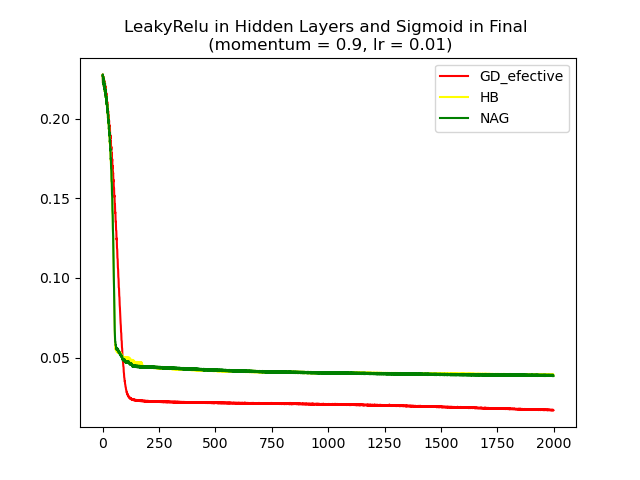 LeakyRelu in Hidden Layers and Sigmoid in Final
(momentum = 0.9, lr = 0.01)
GD_efective
HB
NAG
0.20
0.15
0.10
0.05
0 250 500 750 1000 1250 1500 1750 2000